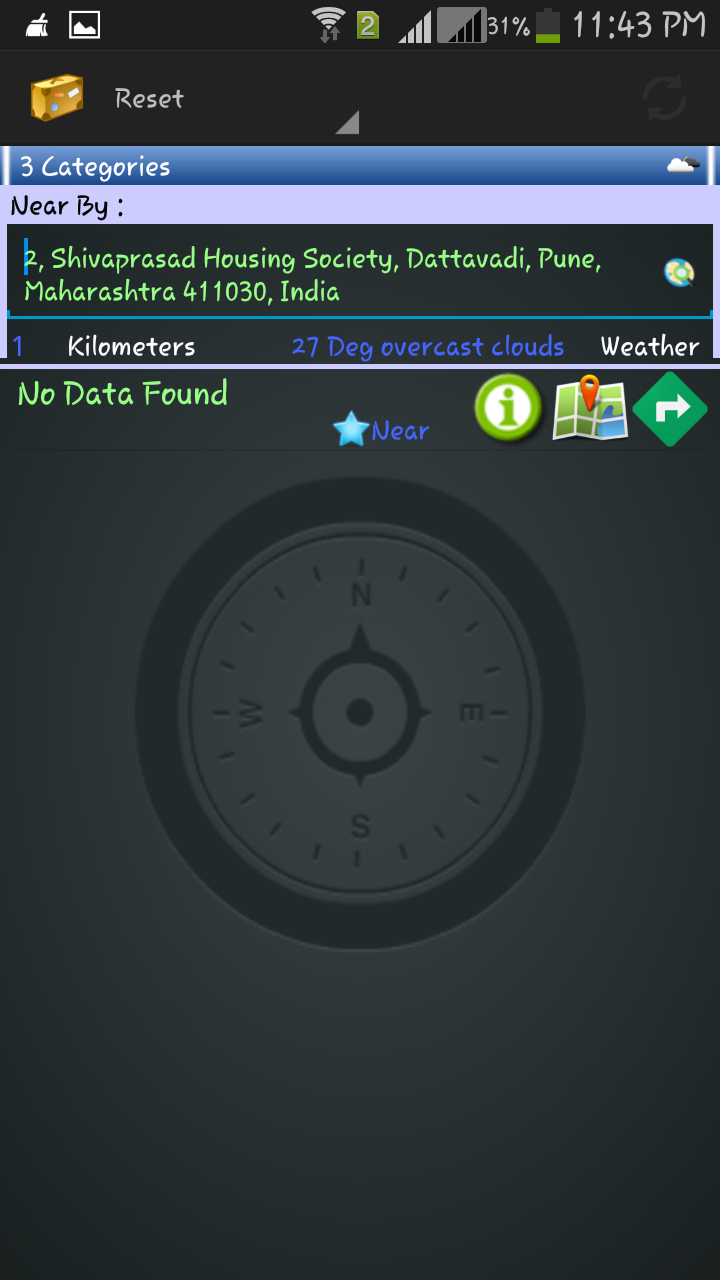 2 31% 11:43 PM
Reset
3 Categories
Near By :
2, Shivaprasad Housing Society, Dattavadi, Pune,
Maharashtra 411030, India
1 Kilometers 27 Deg overcast clouds Weather
No Data Found
Near
N
W E
S